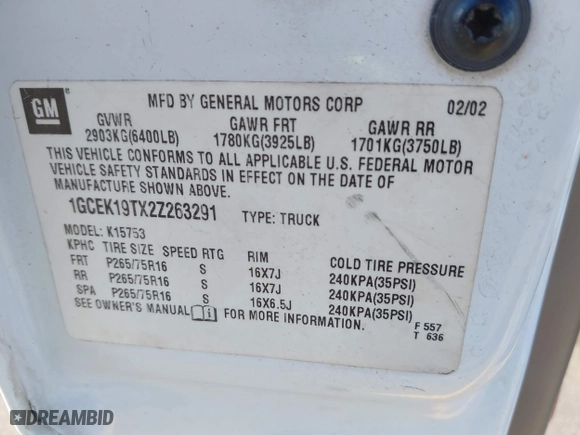 GM
MFD BY GENERAL MOTORS CORP 02/02
GVWR GAWR FRT GAWR RR
2903KG(6400LB) 1780KG(3925LB) 1701KG(3750LB)
THIS VEHICLE CONFORMS TO ALL APPLICABLE U.S. FEDERAL MOTOR
VEHICLE SAFETY STANDARDS IN EFFECT ON THE DATE OF
MANUFACTURE SHOWN ABOVE.
1GCEK19TX2Z263291 TYPE: TRUCK
MODEL: K15753
KPHC TIRE SIZE SPEED RTG RIM COLD TIRE PRESSURE
FRT P265/75R16 S 16X7J 240KPA(35PSI)
RR P265/75R16 S 16X7J 240KPA(35PSI)
SPA P265/75R16 S 16X6.5J 240KPA(35PSI)
SEE OWNER'S MANUAL FOR MORE INFORMATION.
F 557
T 636
DREAMBID